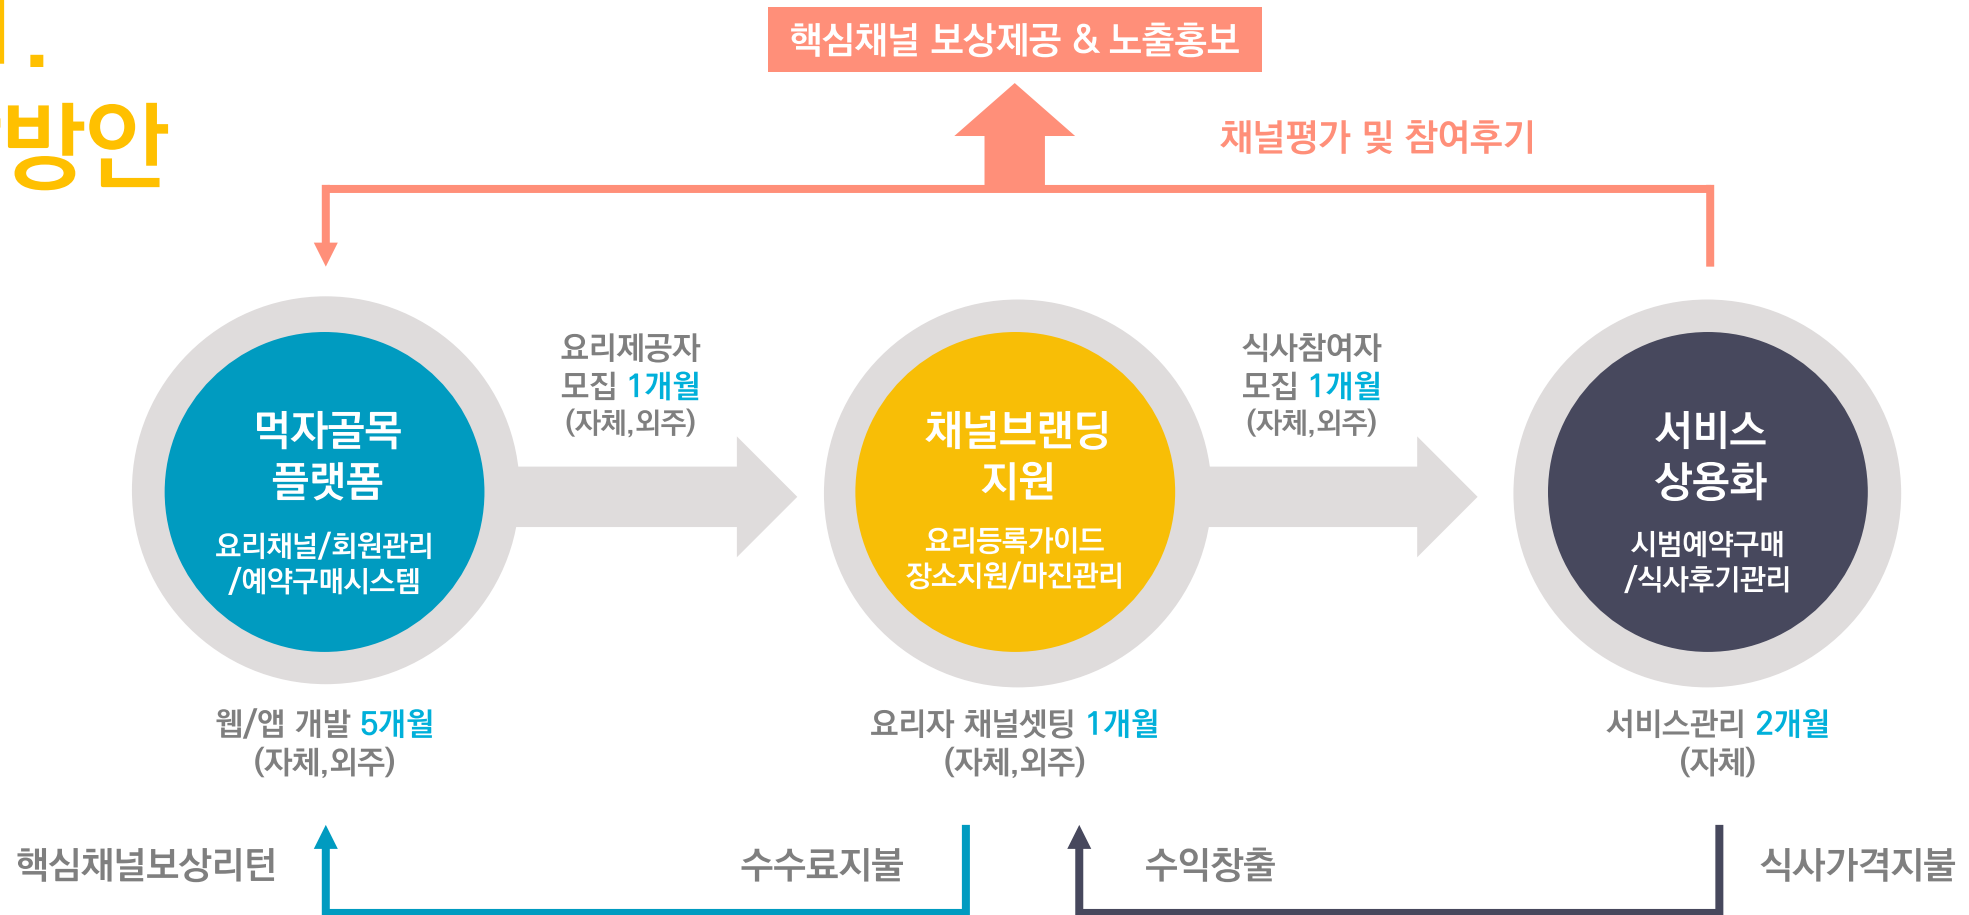 핵심채널 보상제공 & 노출홍보
방안
채널평가 및 참여후기
요리제공자
모집 1개월
(자체,외주)
식사참여자
모집 1개월
(자체,외주)
먹자골목
플랫폼
요리채널/회원관리
/예약구매시스템
채널브랜딩
지원
요리등록가이드
장소지원/마진관리
서비스
상용화
시범예약구매
/식사후기관리
웹/앱 개발 5개월
(자체,외주)
요리자 채널셋팅 1개월
(자체,외주)
서비스관리 2개월
(자체)
핵심채널보상리턴
수수료지불
수익창출
식사가격지불